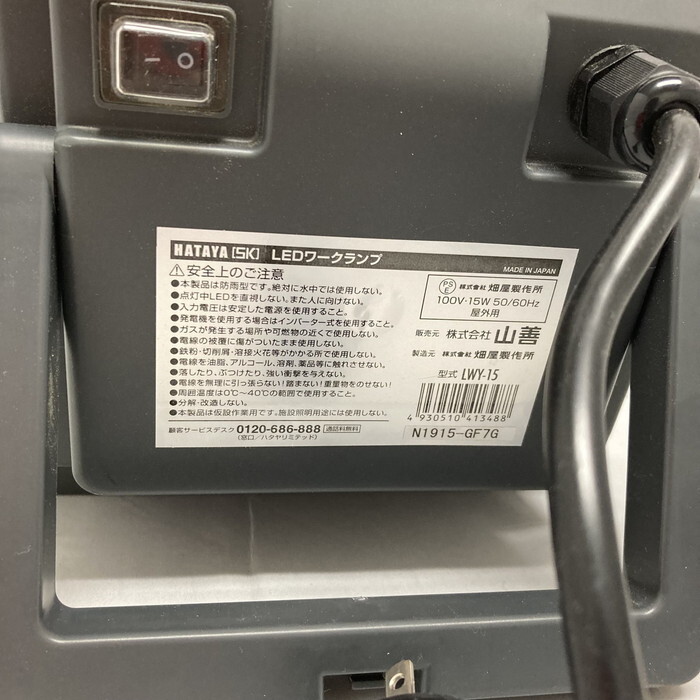 HATAYA [SK] LEDワークランプ
MADE IN JAPAN
⚠安全上のご注意
●本製品は防雨型です。絶対に水中では使用しない。
●点灯中LEDを直視しない。また人に向けない。
●入力電圧は安定した電源を使用すること。
●発電機を使用する場合はインバーター式を使用すること。
●ガスが発生する場所や可燃物の近くで使用しない。
●電線の被覆に傷がついたまま使用しない。
●鉄粉・切削屑・溶接火花等がかかる所で使用しない。
●電線を油脂、アルコール、溶剤、薬品等に触れさせない。
●落したり、ぶつけたり、強い衝撃を与えない。
●電線を無理に引っ張らない!踏まない!重量物をのせない!
●周囲温度は0℃〜40℃の範囲で使用すること。
●分解・改造しない。
●本製品は仮設作業用です。施設照明用途には使用しない。
顧客サービスデスク 0120-686-888 通話料無料
(窓口/ハタヤリミテッド)
PSE 株式会社 畑屋製作所
100V・15W 50/60Hz
屋外用
販売元 株式会社 山善
製造元 株式会社 畑屋製作所
型式 LWY-15
4 930510 413488
N1915-GF7G